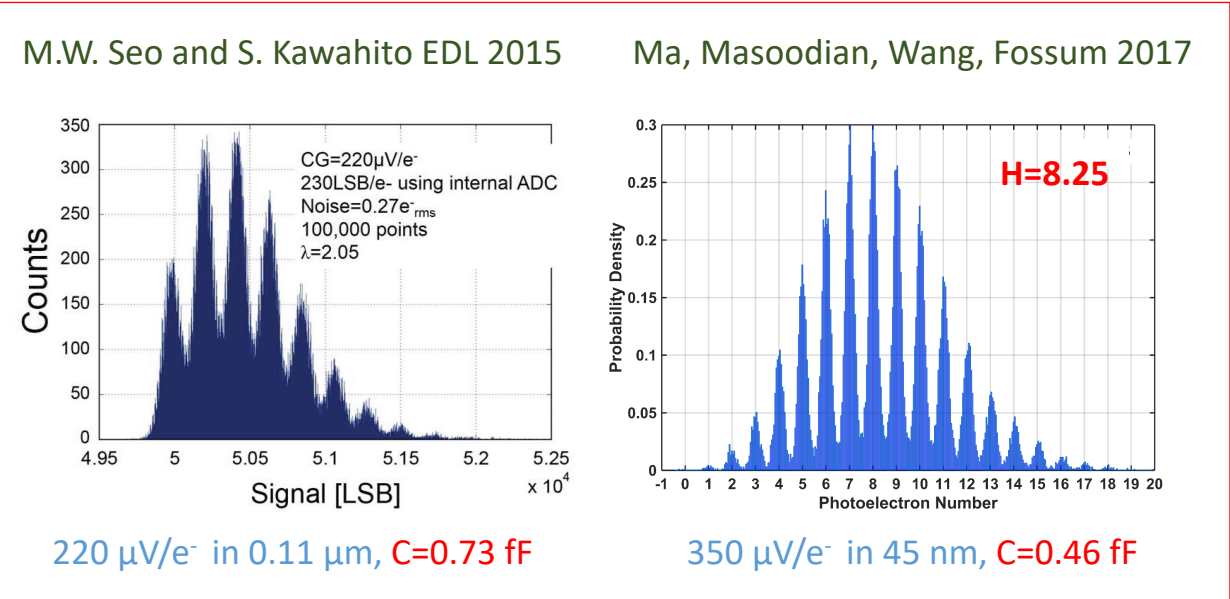 M.W. Seo and S. Kawahito EDL 2015
350
300
250
200
150
100
50
0
Counts
CG=220µV/e-
230LSB/e- using internal ADC
Noise=0.27e-rms
100,000 points
λ=2.05
4.95 5 5.05 5.1 5.15 5.2 5.25
x 10⁴
Signal [LSB]
220 µV/e- in 0.11 µm, C=0.73 fF
Ma, Masoodian, Wang, Fossum 2017
0.3
0.25
0.2
0.15
0.1
0.05
0
Probability Density
H=8.25
-1 0 1 2 3 4 5 6 7 8 9 10 11 12 13 14 15 16 17 18 19 20
Photoelectron Number
350 µV/e- in 45 nm, C=0.46 fF